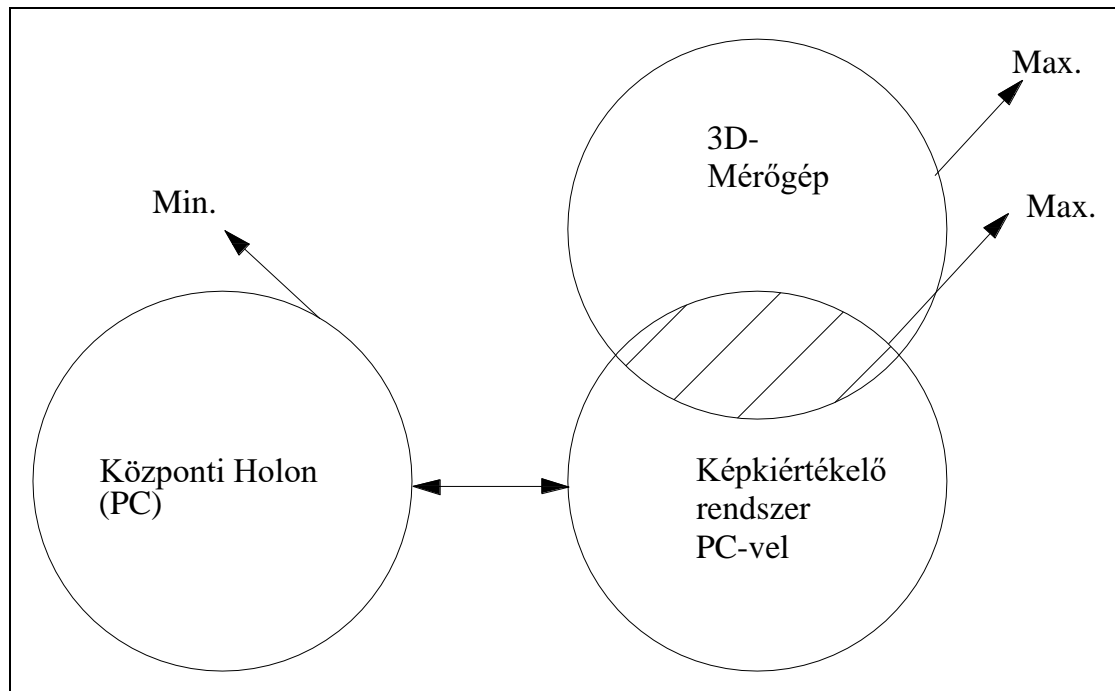 Max.
3D-
Mérőgép
Min.
Max.
Központi Holon
(PC)
Képkiértékelő
rendszer
PC-vel